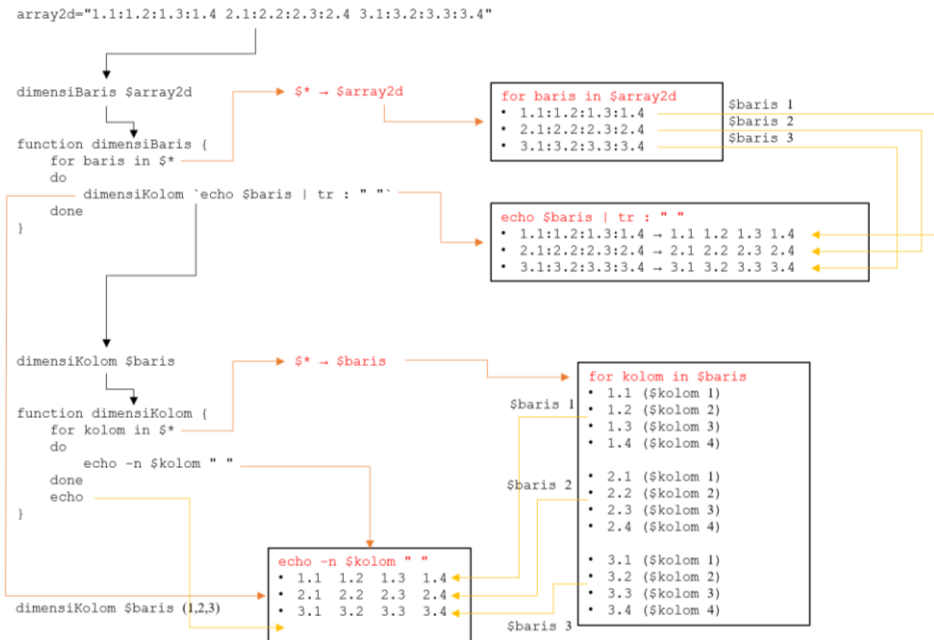 array2d="1.1:1.2:1.3:1.4 2.1:2.2:2.3:2.4 3.1:3.2:3.3:3.4"
dimensiBaris $array2d
$* → $array2d
function dimensiBaris {
for baris in $*
do
dimensiKolom `echo $baris | tr : " "`
done
}
for baris in $array2d
• 1.1:1.2:1.3:1.4
• 2.1:2.2:2.3:2.4
• 3.1:3.2:3.3:3.4
$baris 1
$baris 2
$baris 3
echo $baris | tr : " "
• 1.1:1.2:1.3:1.4 → 1.1 1.2 1.3 1.4
• 2.1:2.2:2.3:2.4 → 2.1 2.2 2.3 2.4
• 3.1:3.2:3.3:3.4 → 3.1 3.2 3.3 3.4
dimensiKolom $baris
$* → $baris
function dimensiKolom {
for kolom in $*
do
echo -n $kolom " "
done
echo
}
for kolom in $baris
• 1.1 ($kolom 1)
• 1.2 ($kolom 2)
• 1.3 ($kolom 3)
• 1.4 ($kolom 4)
• 2.1 ($kolom 1)
• 2.2 ($kolom 2)
• 2.3 ($kolom 3)
• 2.4 ($kolom 4)
• 3.1 ($kolom 1)
• 3.2 ($kolom 2)
• 3.3 ($kolom 3)
• 3.4 ($kolom 4)
$baris 1
$baris 2
$baris 3
echo -n $kolom " "
• 1.1 1.2 1.3 1.4
• 2.1 2.2 2.3 2.4
• 3.1 3.2 3.3 3.4
dimensiKolom $baris (1,2,3)